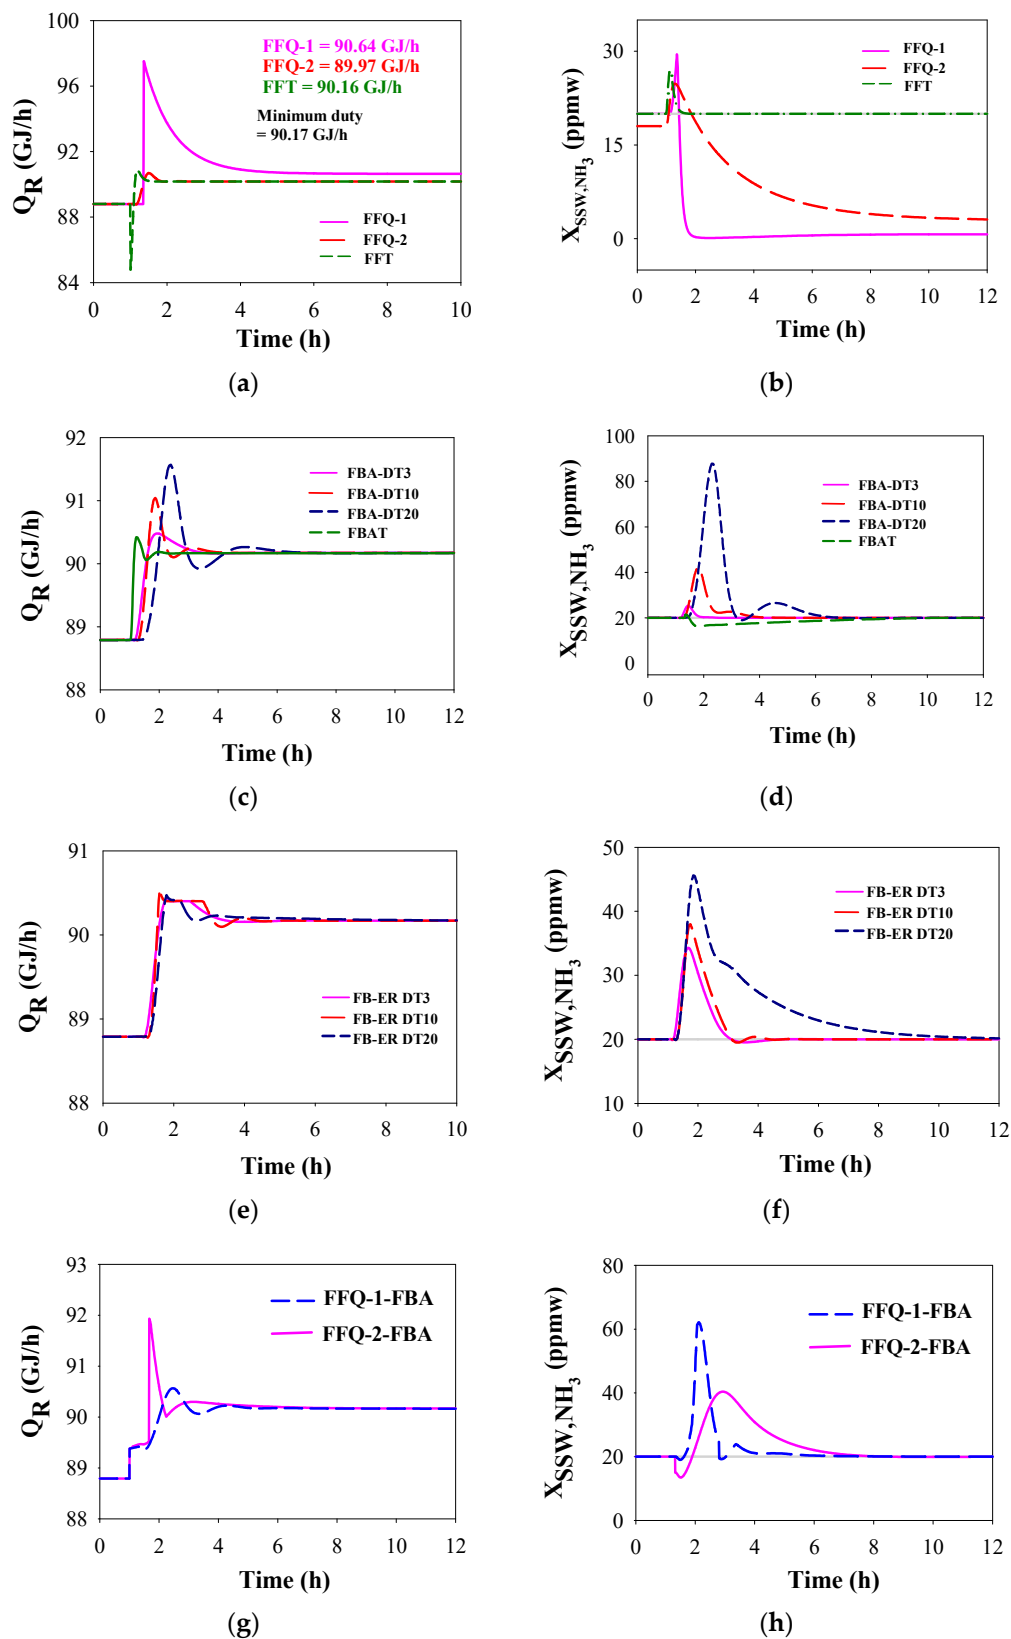 100
96
92
88
84
Q_R (GJ/h)
FFQ-1 = 90.64 GJ/h
FFQ-2 = 89.97 GJ/h
FFT = 90.16 GJ/h
Minimum duty
= 90.17 GJ/h
FFQ-1
FFQ-2
FFT
0 2 4 6 8 10
Time (h)
(a)
30
15
0
X_SSW,NH3 (ppmw)
FFQ-1
FFQ-2
FFT
0 2 4 6 8 10 12
Time (h)
(b)
92
91
90
89
88
Q_R (GJ/h)
FBA-DT3
FBA-DT10
FBA-DT20
FBAT
0 2 4 6 8 10 12
Time (h)
(c)
100
80
60
40
20
0
X_SSW,NH3 (ppmw)
FBA-DT3
FBA-DT10
FBA-DT20
FBAT
0 2 4 6 8 10 12
Time (h)
(d)
91
90
89
88
Q_R (GJ/h)
FB-ER DT3
FB-ER DT10
FB-ER DT20
0 2 4 6 8 10
Time (h)
(e)
50
40
30
20
10
X_SSW,NH3 (ppmw)
FB-ER DT3
FB-ER DT10
FB-ER DT20
0 2 4 6 8 10 12
Time (h)
(f)
93
92
91
90
89
88
Q_R (GJ/h)
FFQ-1-FBA
FFQ-2-FBA
0 2 4 6 8 10 12
Time (h)
(g)
80
60
40
20
0
X_SSW,NH3 (ppmw)
FFQ-1-FBA
FFQ-2-FBA
0 2 4 6 8 10 12
Time (h)
(h)